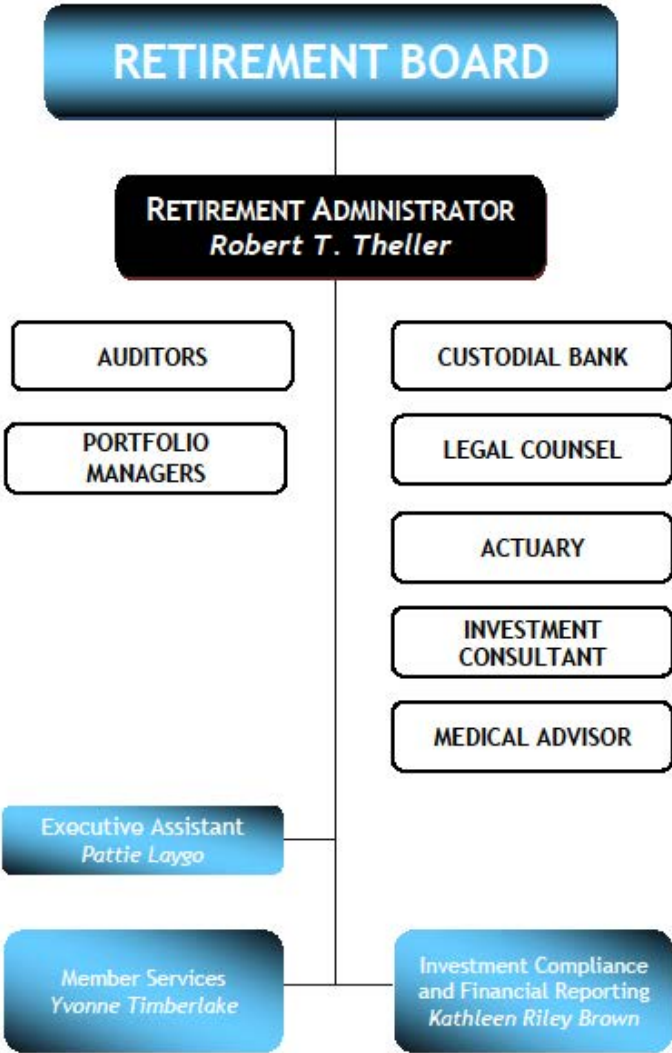 RETIREMENT BOARD
RETIREMENT ADMINISTRATOR
Robert T. Theller
AUDITORS
PORTFOLIO
MANAGERS
CUSTODIAL BANK
LEGAL COUNSEL
ACTUARY
INVESTMENT
CONSULTANT
MEDICAL ADVISOR
Executive Assistant
Pattie Laygo
Member Services
Yvonne Timberlake
Investment Compliance
and Financial Reporting
Kathleen Riley Brown